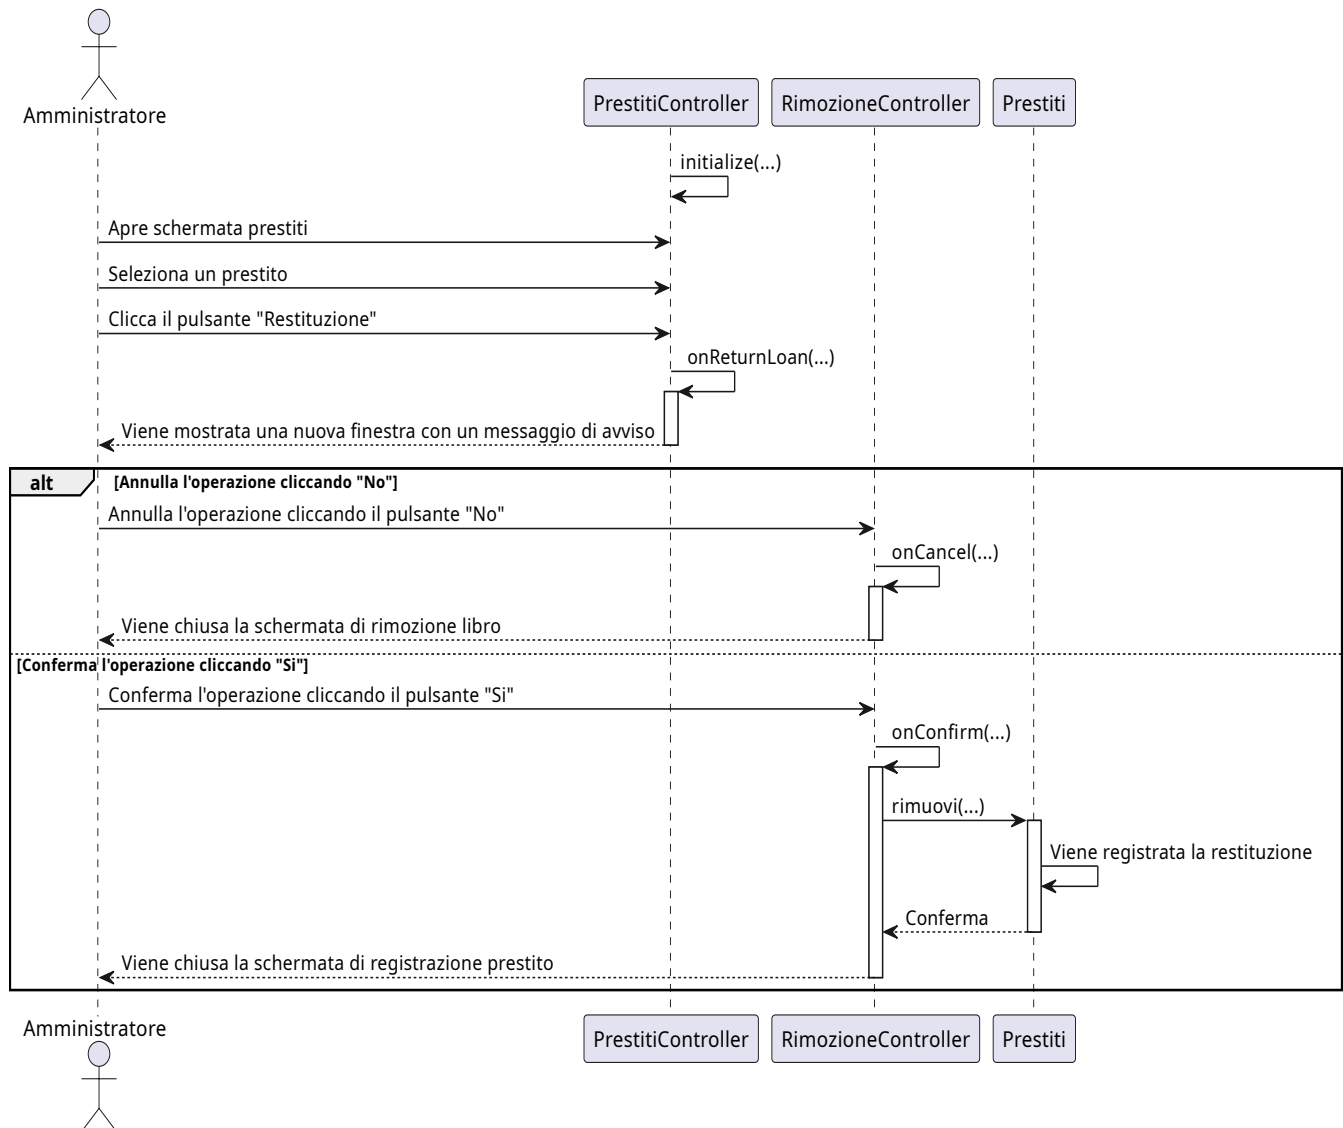 Amministratore
PrestitiController
RimozioneController
Prestiti
initialize(...)
Apre schermata prestiti
Seleziona un prestito
Clicca il pulsante "Restituzione"
onReturnLoan(...)
Viene mostrata una nuova finestra con un messaggio di avviso
alt
[Annulla l'operazione cliccando "No"]
Annulla l'operazione cliccando il pulsante "No"
onCancel(...)
Viene chiusa la schermata di rimozione libro
[Conferma l'operazione cliccando "Si"]
Conferma l'operazione cliccando il pulsante "Si"
onConfirm(...)
rimuovi(...)
Viene registrata la restituzione
Conferma
Viene chiusa la schermata di registrazione prestito
Amministratore
PrestitiController
RimozioneController
Prestiti